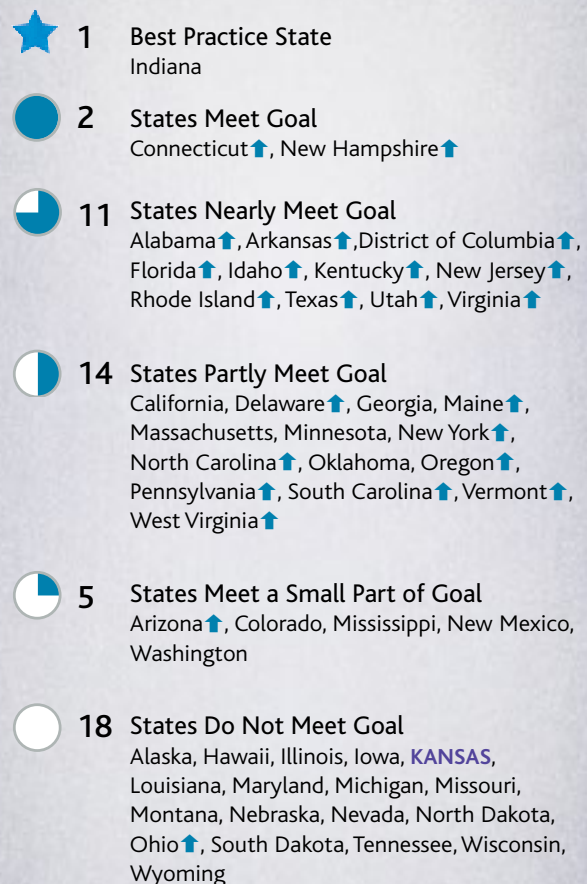 1 Best Practice State
Indiana
2 States Meet Goal
Connecticut⬆, New Hampshire⬆
11 States Nearly Meet Goal
Alabama⬆, Arkansas⬆,District of Columbia⬆,
Florida⬆, Idaho⬆, Kentucky⬆, New Jersey⬆,
Rhode Island⬆, Texas⬆, Utah⬆, Virginia⬆
14 States Partly Meet Goal
California, Delaware⬆, Georgia, Maine⬆,
Massachusetts, Minnesota, New York⬆,
North Carolina⬆, Oklahoma, Oregon⬆,
Pennsylvania⬆, South Carolina⬆, Vermont⬆,
West Virginia⬆
5 States Meet a Small Part of Goal
Arizona⬆, Colorado, Mississippi, New Mexico,
Washington
18 States Do Not Meet Goal
Alaska, Hawaii, Illinois, Iowa, KANSAS,
Louisiana, Maryland, Michigan, Missouri,
Montana, Nebraska, Nevada, North Dakota,
Ohio⬆, South Dakota, Tennessee, Wisconsin,
Wyoming